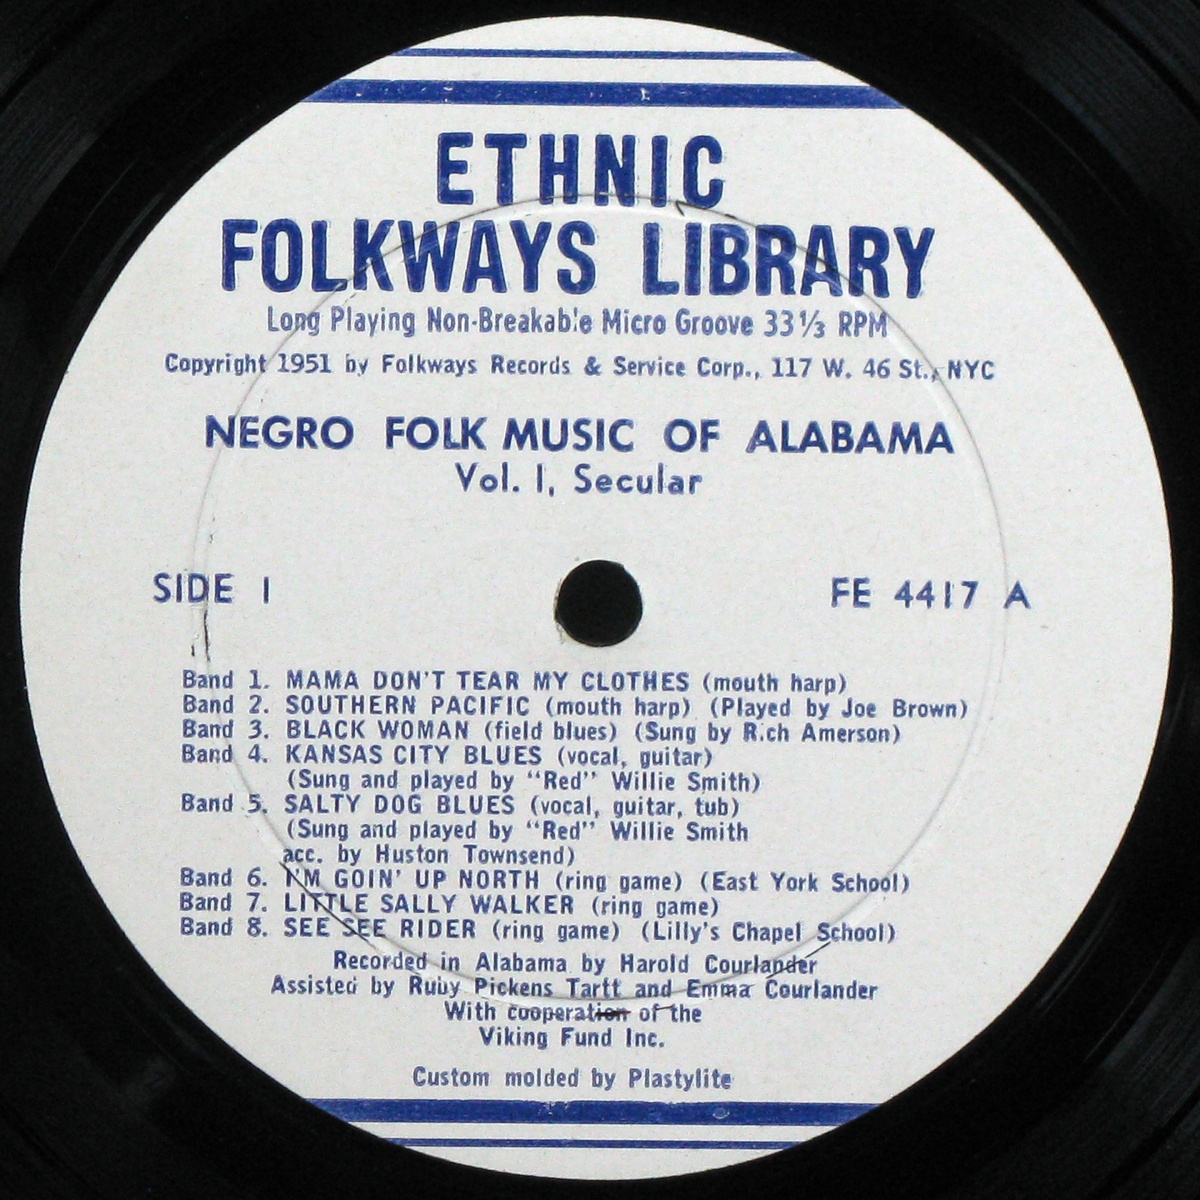 ETHNIC
FOLKWAYS LIBRARY
Long Playing Non-Breakable Micro Groove 33⅓ RPM
Copyright 1951 by Folkways Records & Service Corp., 117 W. 46 St., NYC
NEGRO FOLK MUSIC OF ALABAMA
Vol. I, Secular
SIDE I FE 4417 A
Band 1. MAMA DON'T TEAR MY CLOTHES (mouth harp)
Band 2. SOUTHERN PACIFIC (mouth harp) (Played by Joe Brown)
Band 3. BLACK WOMAN (field blues) (Sung by Rich Amerson)
Band 4. KANSAS CITY BLUES (vocal, guitar)
(Sung and played by "Red" Willie Smith)
Band 5. SALTY DOG BLUES (vocal, guitar, tub)
(Sung and played by "Red" Willie Smith
acc. by Huston Townsend)
Band 6. I'M GOIN' UP NORTH (ring game) (East York School)
Band 7. LITTLE SALLY WALKER (ring game)
Band 8. SEE SEE RIDER (ring game) (Lilly's Chapel School)
Recorded in Alabama by Harold Courlander
Assisted by Ruby Pickens Tartt and Emma Courlander
With cooperation of the
Viking Fund Inc.
Custom molded by Plastylite